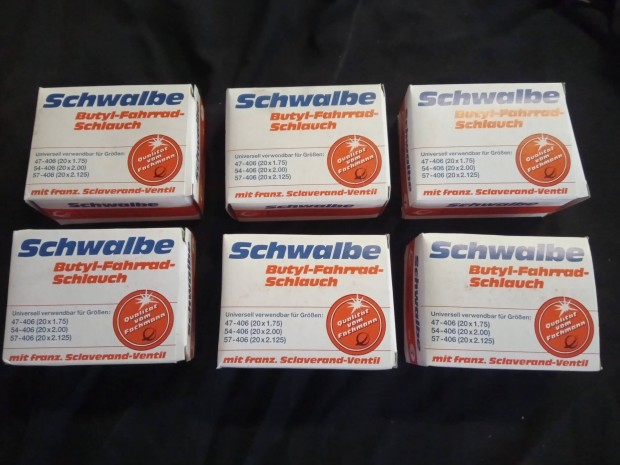 Schwalbe
Butyl-Fahrrad-
Schlauch
Universell verwendbar für Größen:
47-406 (20 x 1.75)
54-406 (20 x 2.00)
57-406 (20 x 2.125)
Qualität
vom
Fachmann
mit franz. Sclaverand-Ventil
Schwalbe
Schwalbe
Butyl-Fahrrad-
Schlauch
Universell verwendbar für Größen:
47-406 (20 x 1.75)
54-406 (20 x 2.00)
57-406 (20 x 2.125)
Qualität
vom
Fachmann
mit franz. Sclaverand-Ventil
Schwalbe
Schwalbe
Butyl-Fahrrad-
Schlauch
Universell verwendbar für Größen:
47-406 (20 x 1.75)
54-406 (20 x 2.00)
57-406 (20 x 2.125)
Qualität
vom
Fachmann
mit franz. Sclaverand-Ventil
Schwalbe
Schwalbe
Butyl-Fahrrad-
Schlauch
Universell verwendbar für Größen:
47-406 (20 x 1.75)
54-406 (20 x 2.00)
57-406 (20 x 2.125)
Qualität
vom
Fachmann
mit franz. Sclaverand-Ventil
Schwalbe
Butyl-Fahrrad-
Schlauch
Universell verwendbar für Größen:
47-406 (20 x 1.75)
54-406 (20 x 2.00)
57-406 (20 x 2.125)
Qualität
vom
Fachmann
mit franz. Sclaverand-Ventil
Schwalbe
Schwalbe
Butyl-Fahrrad-
Schlauch
Universell verwendbar für Größen:
47-406 (20 x 1.75)
54-406 (20 x 2.00)
57-406 (20 x 2.125)
Qualität
vom
Fachmann
mit franz. Sclaverand-Ventil